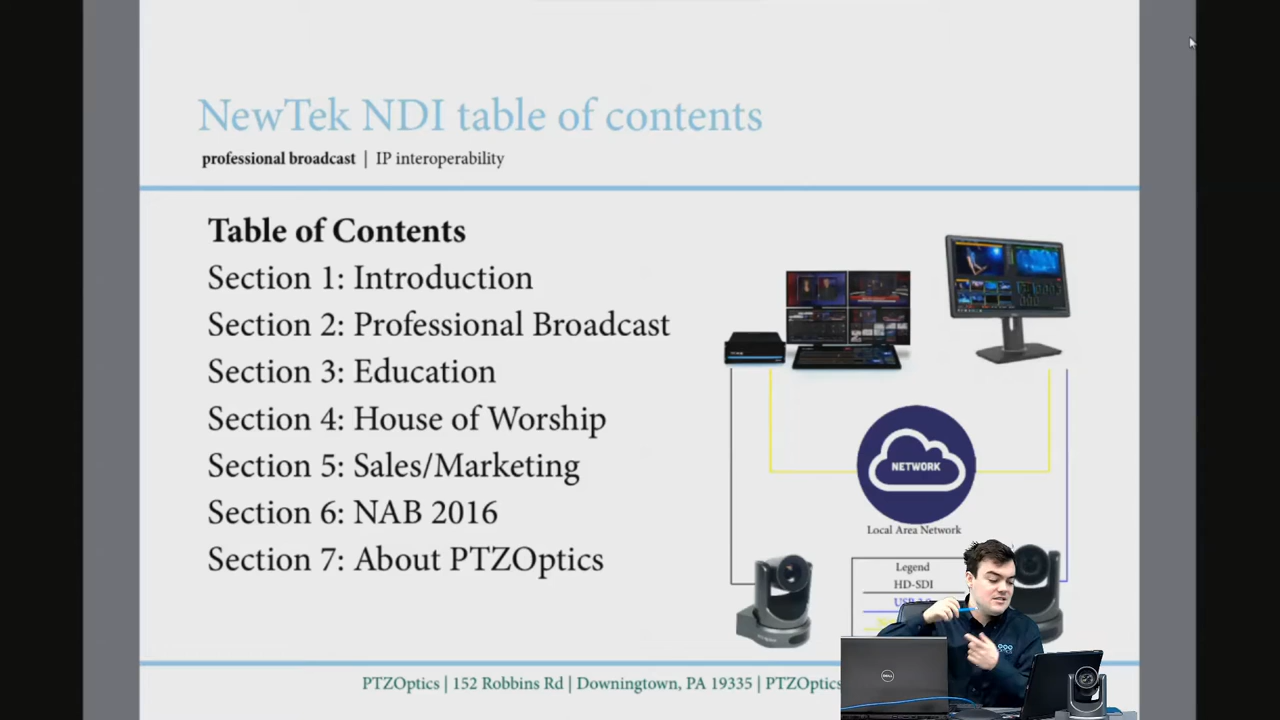 NewTek NDI table of contents
professional broadcast | IP interoperability
Table of Contents
Section 1: Introduction
Section 2: Professional Broadcast
Section 3: Education
Section 4: House of Worship
Section 5: Sales/Marketing
Section 6: NAB 2016
Section 7: About PTZOptics
NETWORK
Local Area Network
Legend
HD-SDI
PTZOptics | 152 Robbins Rd | Downingtown, PA 19335 | PTZOptics
DELL